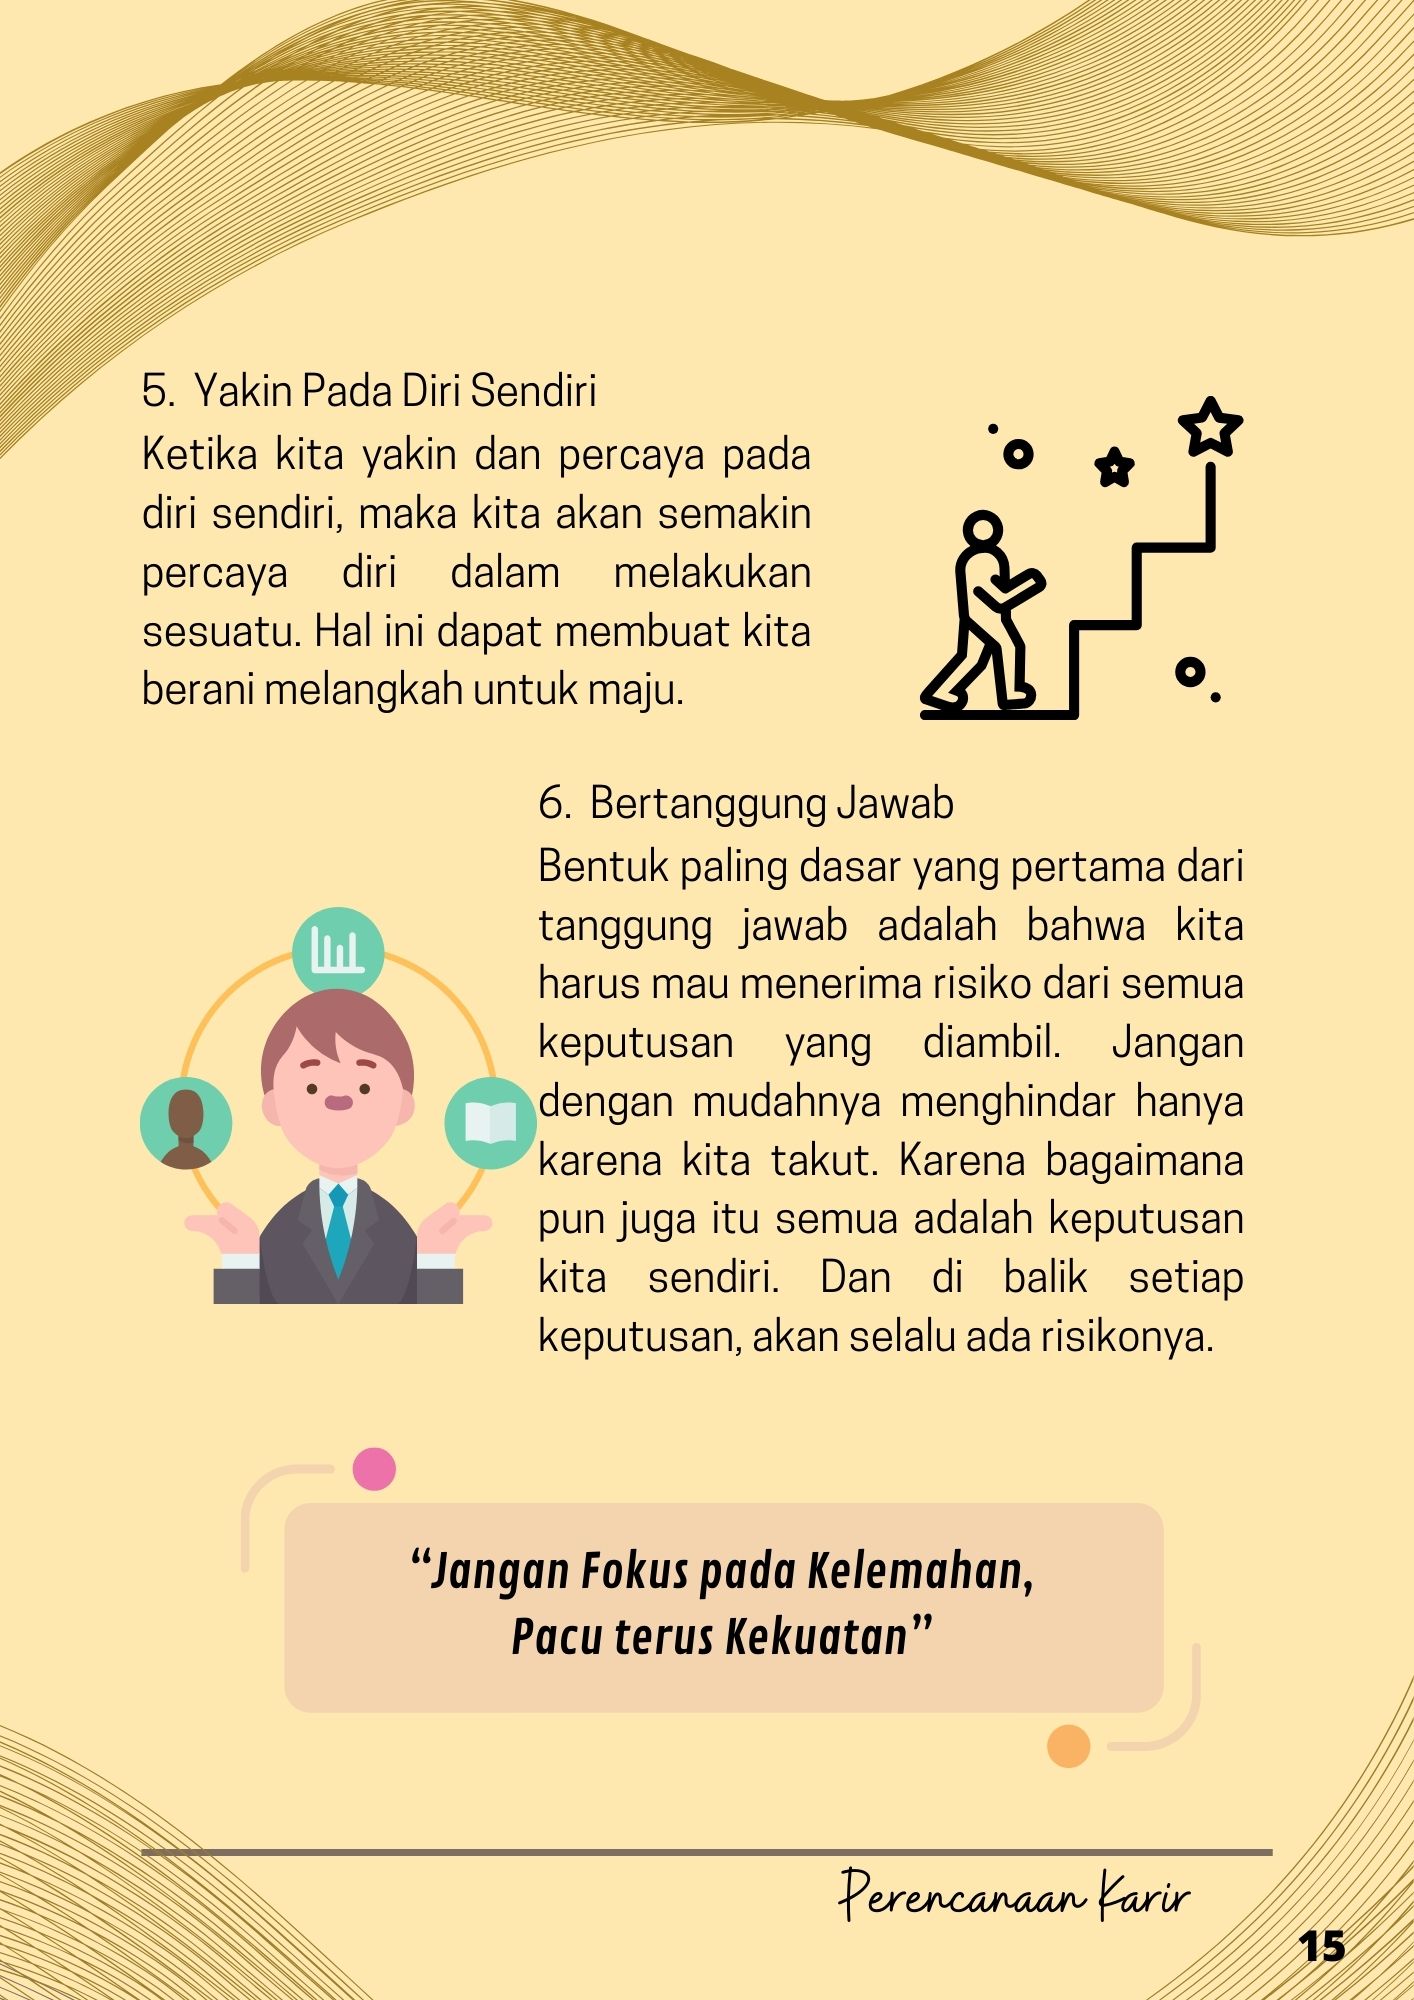 5. Yakin Pada Diri Sendiri
Ketika kita yakin dan percaya pada
diri sendiri, maka kita akan semakin
percaya diri dalam melakukan
sesuatu. Hal ini dapat membuat kita
berani melangkah untuk maju.
6. Bertanggung Jawab
Bentuk paling dasar yang pertama dari
tanggung jawab adalah bahwa kita
harus mau menerima risiko dari semua
keputusan yang diambil. Jangan
dengan mudahnya menghindar hanya
karena kita takut. Karena bagaimana
pun juga itu semua adalah keputusan
kita sendiri. Dan di balik setiap
keputusan, akan selalu ada risikonya.
“Jangan Fokus pada Kelemahan,
Pacu terus Kekuatan”
Perencanaan Karir
15